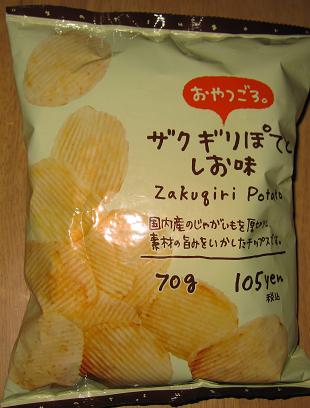 おやつごろ。
ザクギリぽてと
しお味
Zakugiri Potato
国内産のじゃがいもを厚切りに、
素材の旨みをいかしたチップスです。
70g 105yen
税込